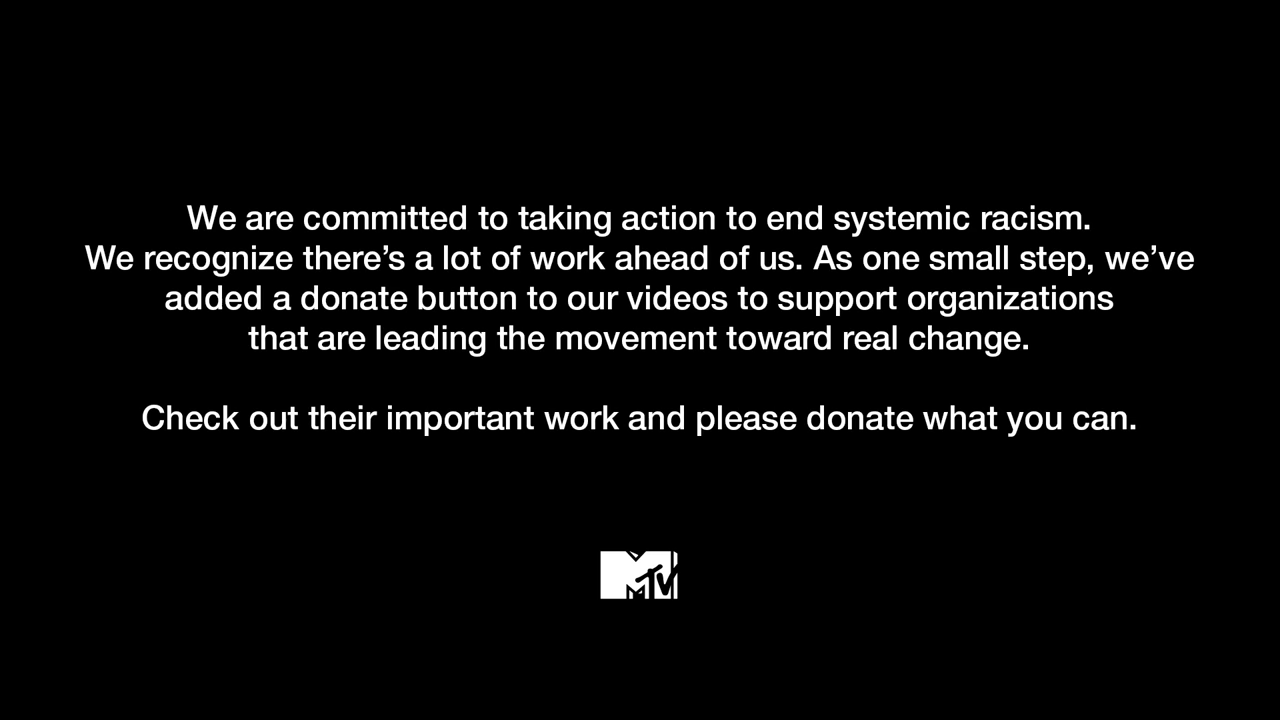 We are committed to taking action to end systemic racism.
We recognize there’s a lot of work ahead of us. As one small step, we’ve
added a donate button to our videos to support organizations
that are leading the movement toward real change.
Check out their important work and please donate what you can.
MTV